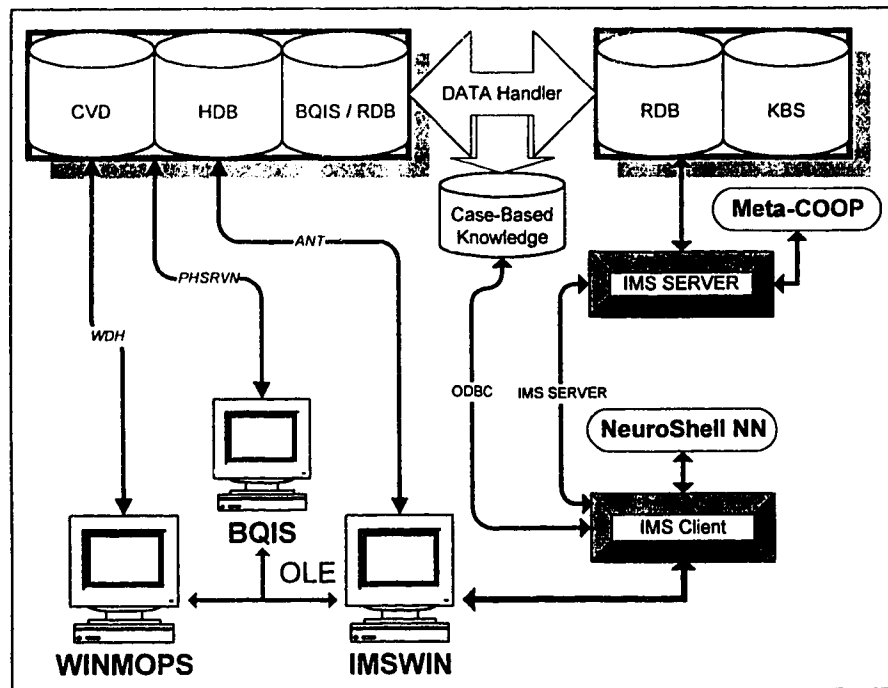 CVD
HDB
BQIS / RDB
DATA Handler
RDB
KBS
Case-Based
Knowledge
Meta-COOP
IMS SERVER
ANT
PHSRVN
WDH
ODBC
IMS SERVER
NeuroShell NN
IMS Client
BQIS
OLE
WINMOPS
IMSWIN